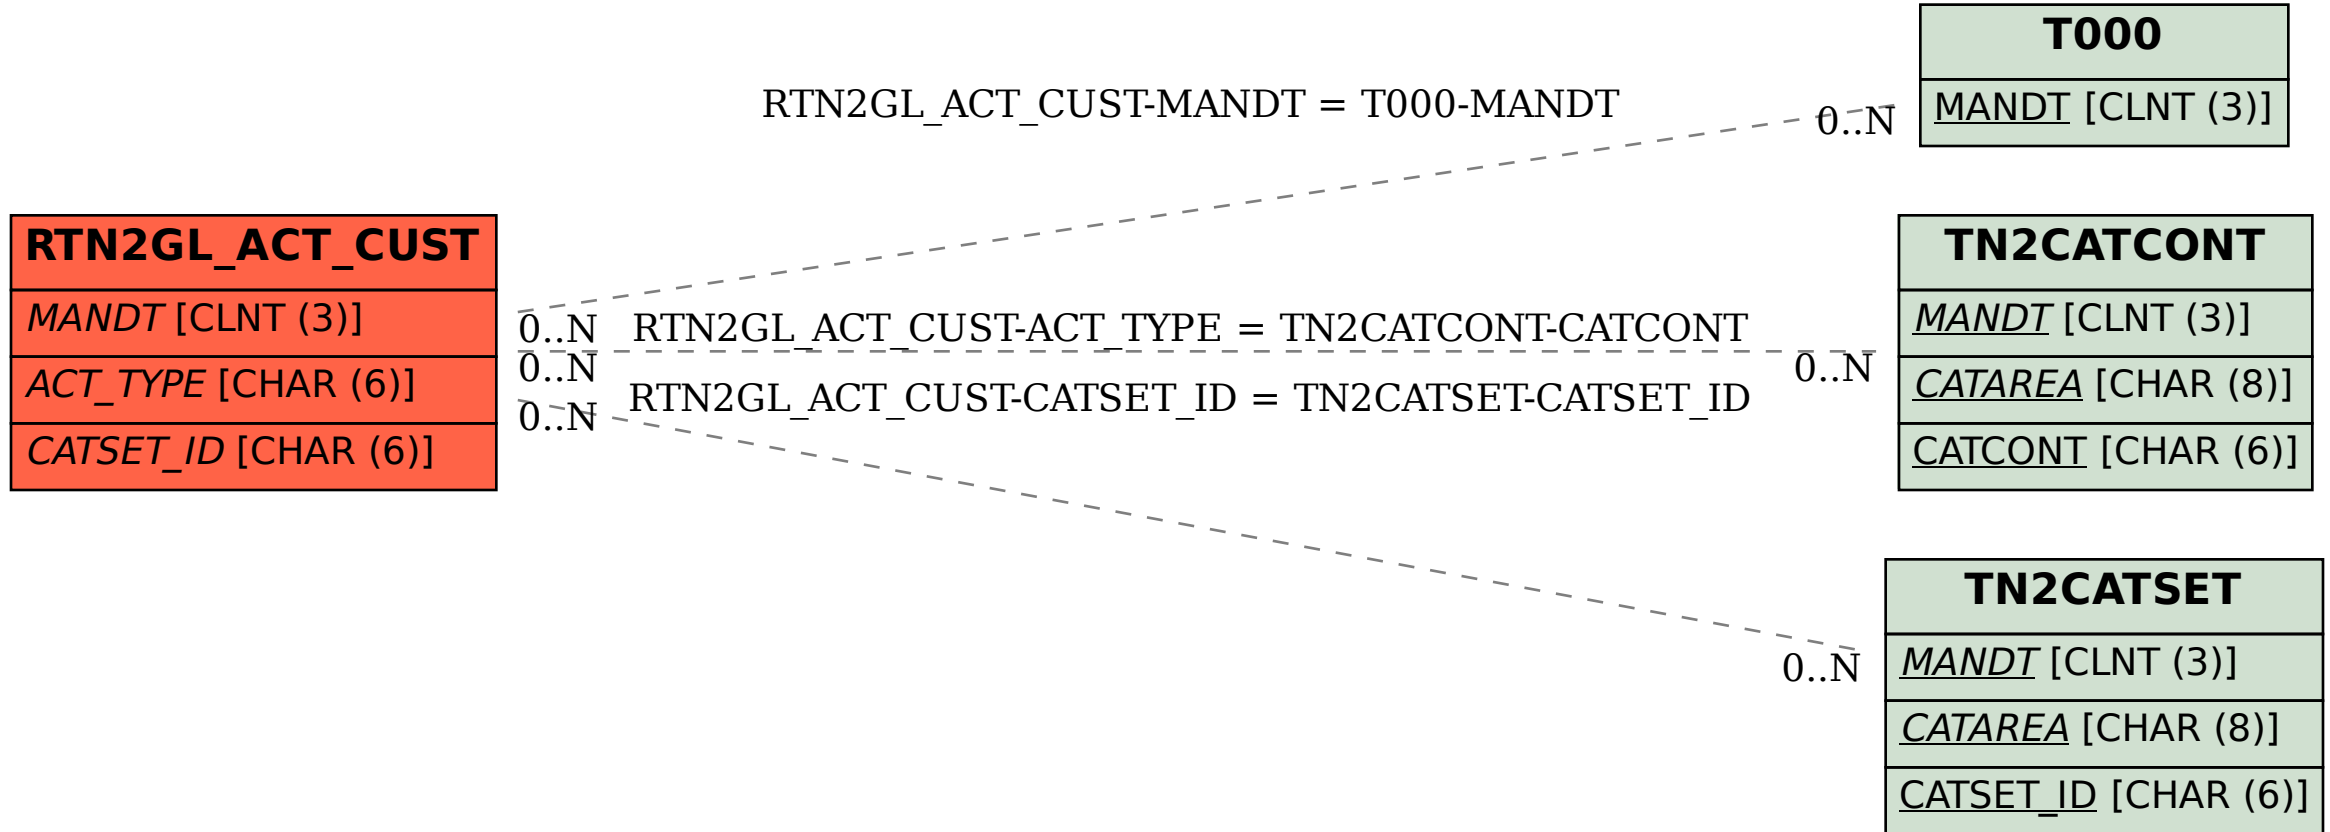 T000
MANDT [CLNT (3)]
RTN2GL_ACT_CUST-MANDT = T000-MANDT
0..N
RTN2GL_ACT_CUST
MANDT [CLNT (3)]
ACT_TYPE [CHAR (6)]
CATSET_ID [CHAR (6)]
0..N
RTN2GL_ACT_CUST-ACT_TYPE = TN2CATCONT-CATCONT
0..N
0..N
RTN2GL_ACT_CUST-CATSET_ID = TN2CATSET-CATSET_ID
0..N
TN2CATCONT
MANDT [CLNT (3)]
CATAREA [CHAR (8)]
CATCONT [CHAR (6)]
0..N
TN2CATSET
MANDT [CLNT (3)]
CATAREA [CHAR (8)]
CATSET_ID [CHAR (6)]